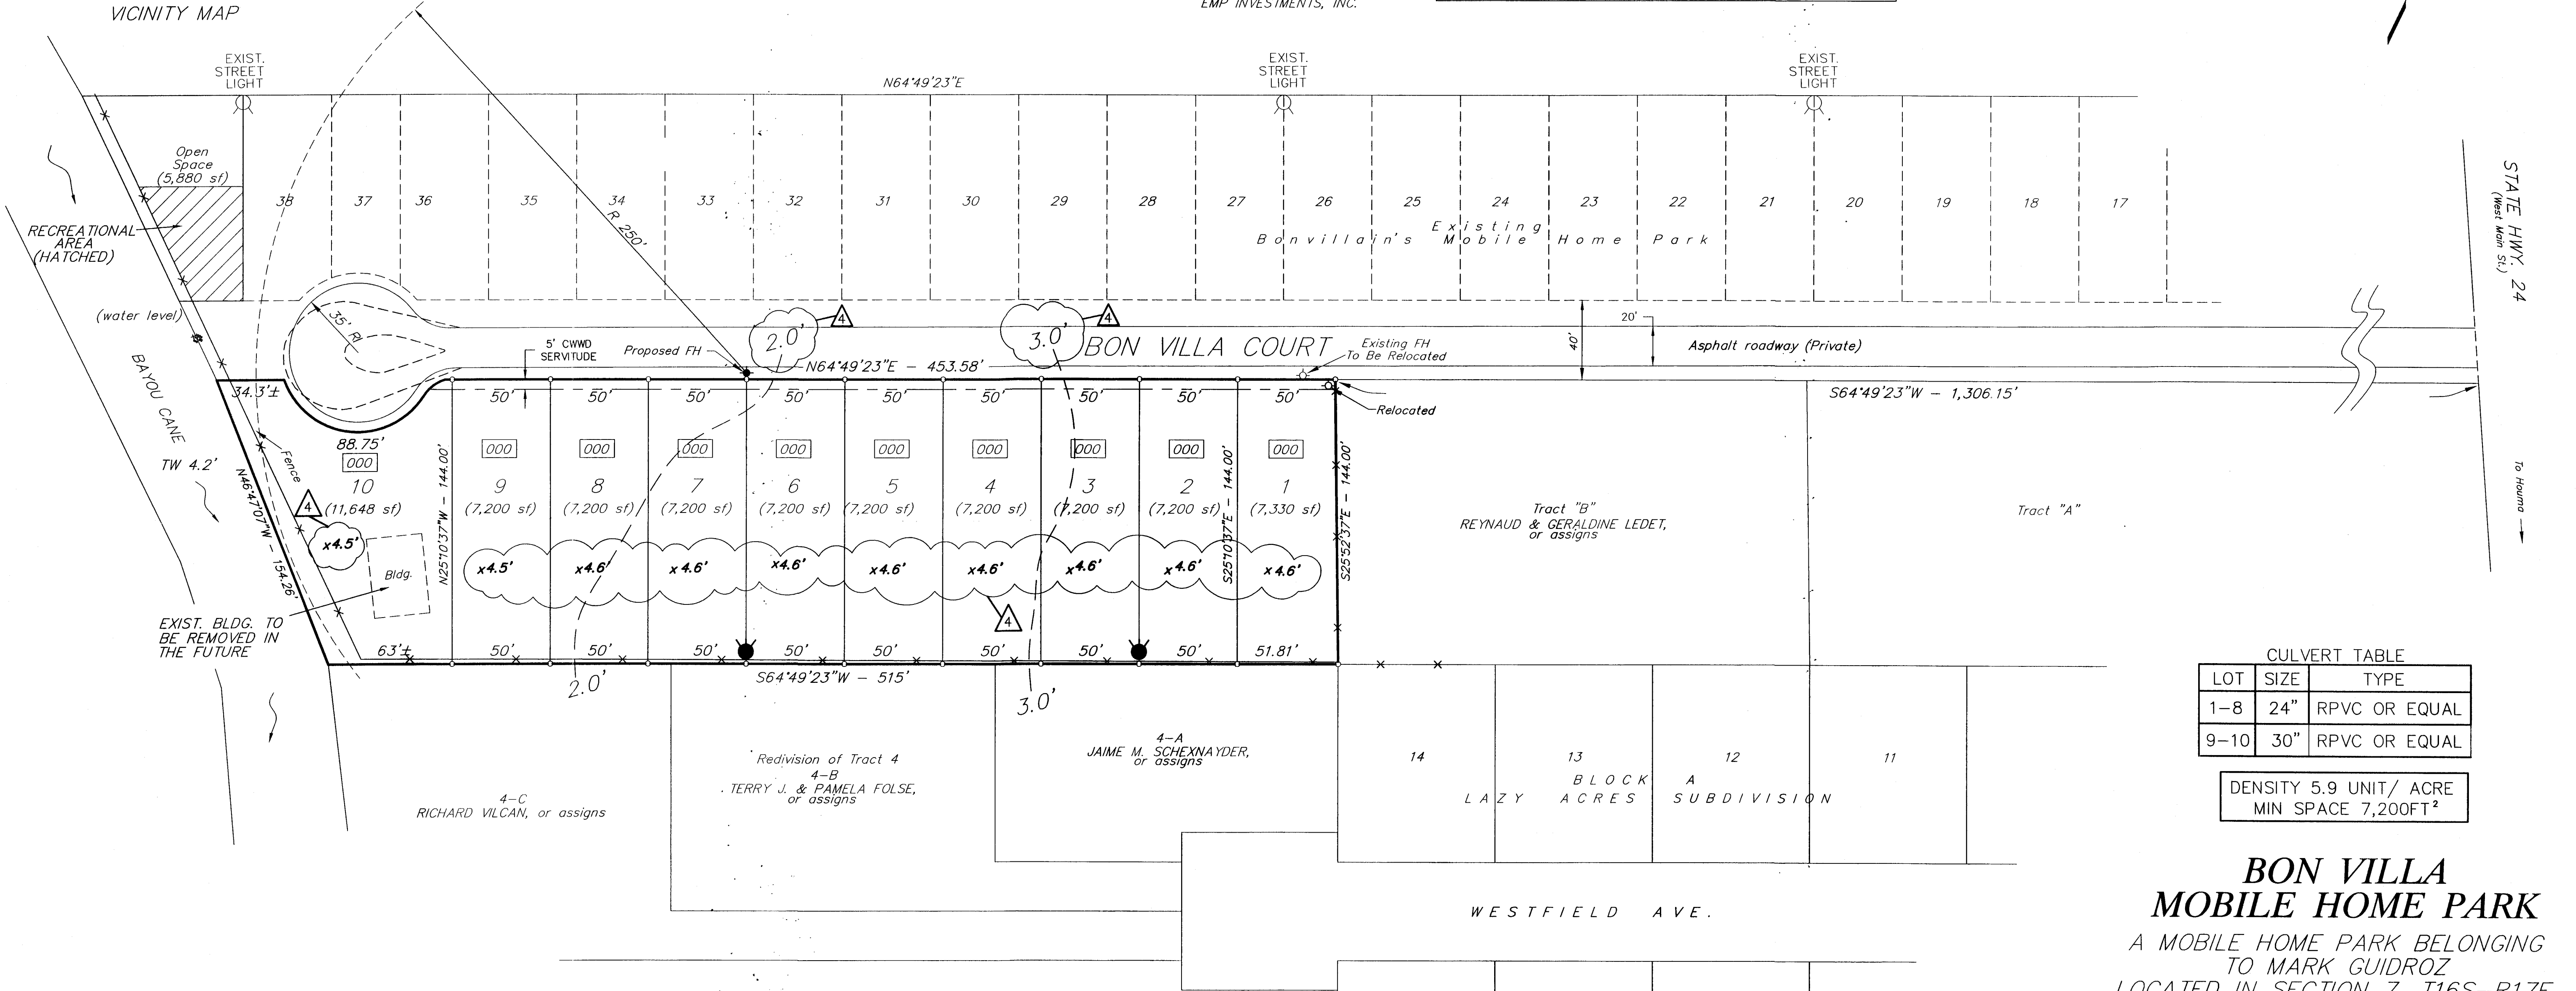 VICINITY MAP
EMP INVESTMENTS, INC.
EXIST.
STREET
LIGHT
EXIST.
STREET
LIGHT
EXIST.
STREET
LIGHT
N64°49'23"E
Open
Space
(5,880 sf)
RECREATIONAL
AREA
(HATCHED)
38 37 36 35 34 33 32 31 30 29 28 27 26 25 24 23 22 21 20 19 18 17
R 250'
Existing
Bonvillain's Mobile Home Park
STATE HWY. 24
(West Main St.)
To Houma
(water level)
35' R
5' CWWD
SERVITUDE
Proposed FH
2.0'
4
3.0'
4
BON VILLA COURT
Existing FH
To Be Relocated
40'
20'
Asphalt roadway (Private)
N64°49'23"E – 453.58'
S64°49'23"W – 1,306.15'
Relocated
BAYOU CANE
TW 4.2'
34.3'±
50' 50' 50' 50' 50' 50' 50' 50' 50'
88.75'
000 000 000 000 000 000 000 000 000 000
Fence
N46°47'07"W – 154.26'
N25°10'37"W – 144.00'
S25°10'37"E – 144.00'
S25°52'37"E – 144.00'
10 9 8 7 6 5 4 3 2 1
(11,648 sf) (7,200 sf) (7,200 sf) (7,200 sf) (7,200 sf) (7,200 sf) (7,200 sf) (7,200 sf) (7,200 sf) (7,330 sf)
4
x4.5' x4.5' x4.6' x4.6' x4.6' x4.6' x4.6' x4.6' x4.6' x4.6'
4
Bldg.
EXIST. BLDG. TO
BE REMOVED IN
THE FUTURE
63'± 50' 50' 50' 50' 50' 50' 50' 50' 51.81'
S64°49'23"W – 515'
2.0'
3.0'
Tract "B"
REYNAUD & GERALDINE LEDET,
or assigns
Tract "A"
4-C
RICHARD VILCAN, or assigns
Redivision of Tract 4
4-B
TERRY J. & PAMELA FOLSE,
or assigns
4-A
JAIME M. SCHEXNAYDER,
or assigns
14 13 12 11
BLOCK A
LAZY ACRES SUBDIVISION
WESTFIELD AVE.
CULVERT TABLE
LOT SIZE TYPE
1-8 24" RPVC OR EQUAL
9-10 30" RPVC OR EQUAL
DENSITY 5.9 UNIT/ ACRE
MIN SPACE 7,200FT²
BON VILLA
MOBILE HOME PARK
A MOBILE HOME PARK BELONGING
TO MARK GUIDROZ
LOCATED IN SECTION 7, T16S-R17E